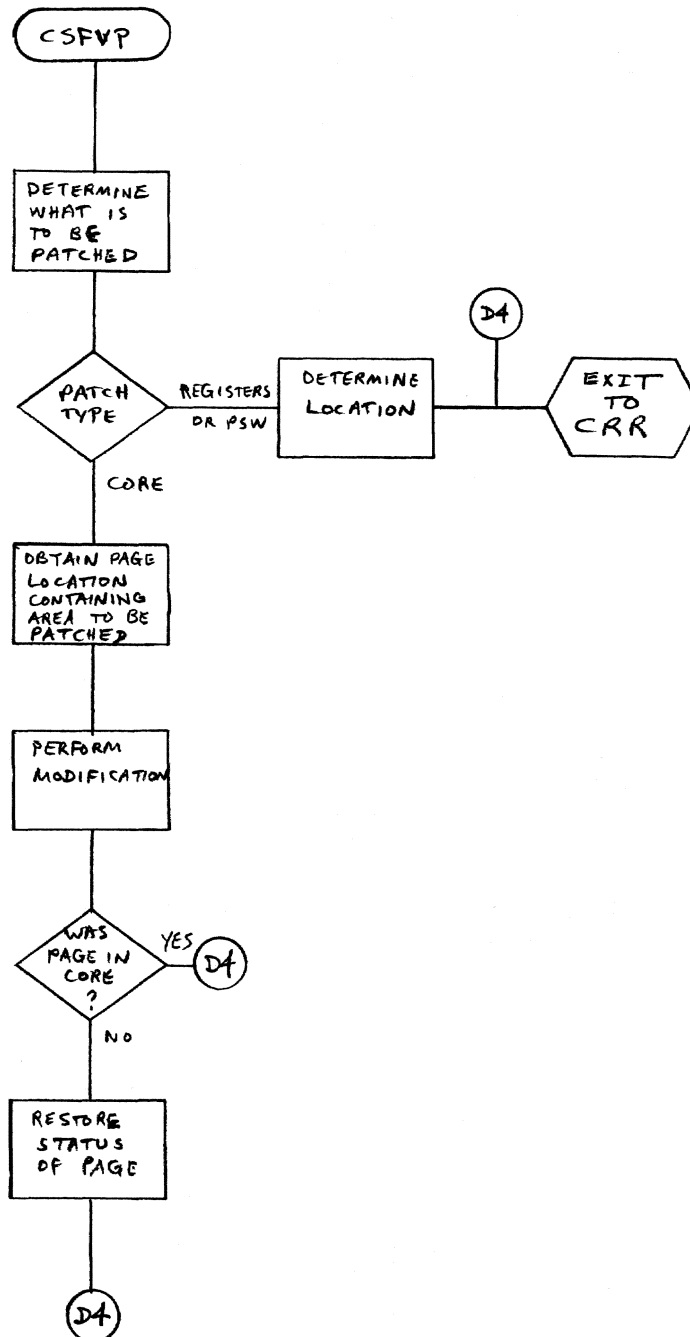 CSFVP
DETERMINE
WHAT IS
TO BE
PATCHED
D4
PATCH
TYPE
REGISTERS
OR PSW
DETERMINE
LOCATION
EXIT
TO
CRR
CORE
OBTAIN PAGE
LOCATION
CONTAINING
AREA TO BE
PATCHED
PERFORM
MODIFICATION
WAS
PAGE IN
CORE
?
YES
D4
NO
RESTORE
STATUS
OF PAGE
D4